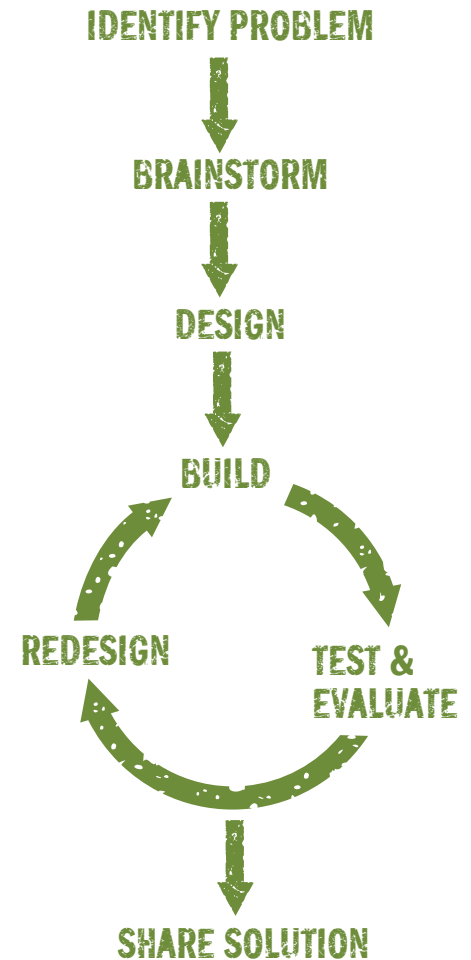 IDENTIFY PROBLEM
BRAINSTORM
DESIGN
BUILD
REDESIGN
TEST &
EVALUATE
SHARE SOLUTION